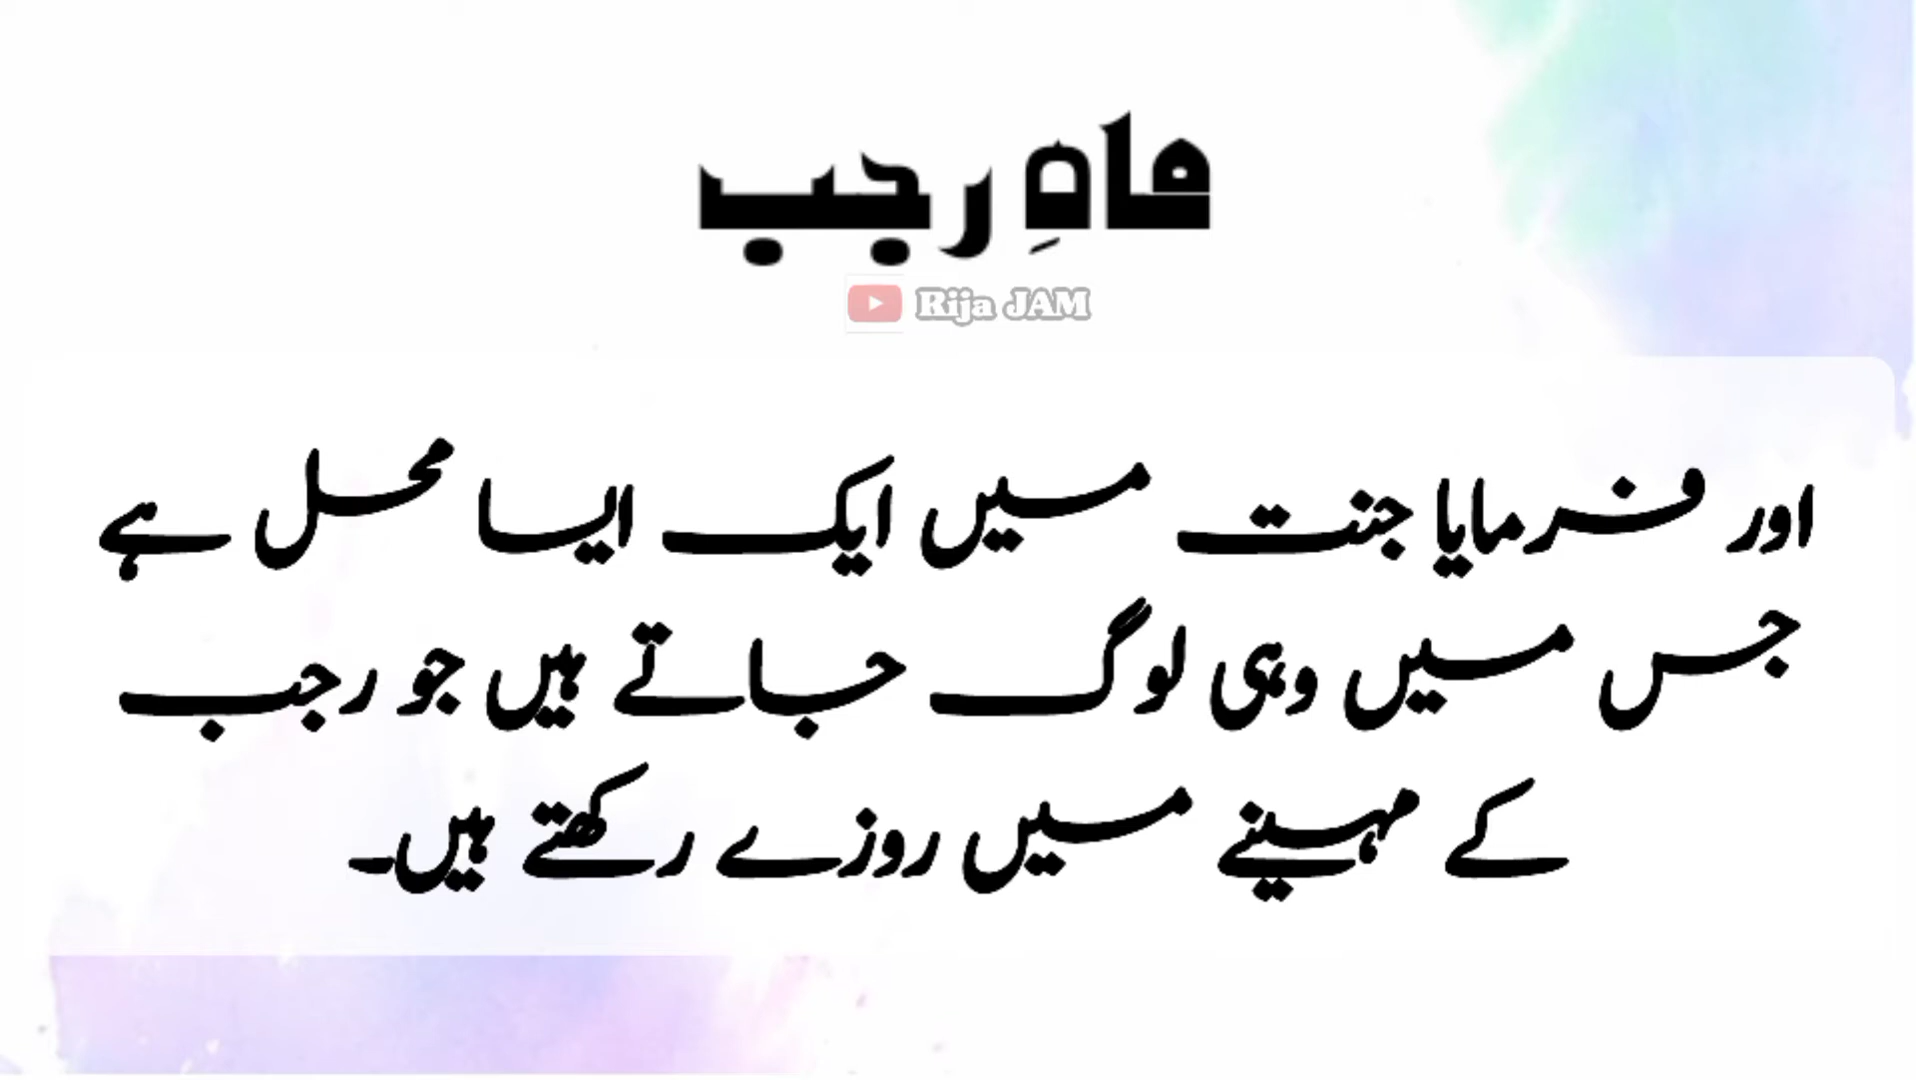 ماہِ رجب
Rija JAM
اور فرمایا جنت میں ایک ایسا محل ہے
جس میں وہی لوگ جاتے ہیں جو رجب
کے مہینے میں روزے رکھتے ہیں۔